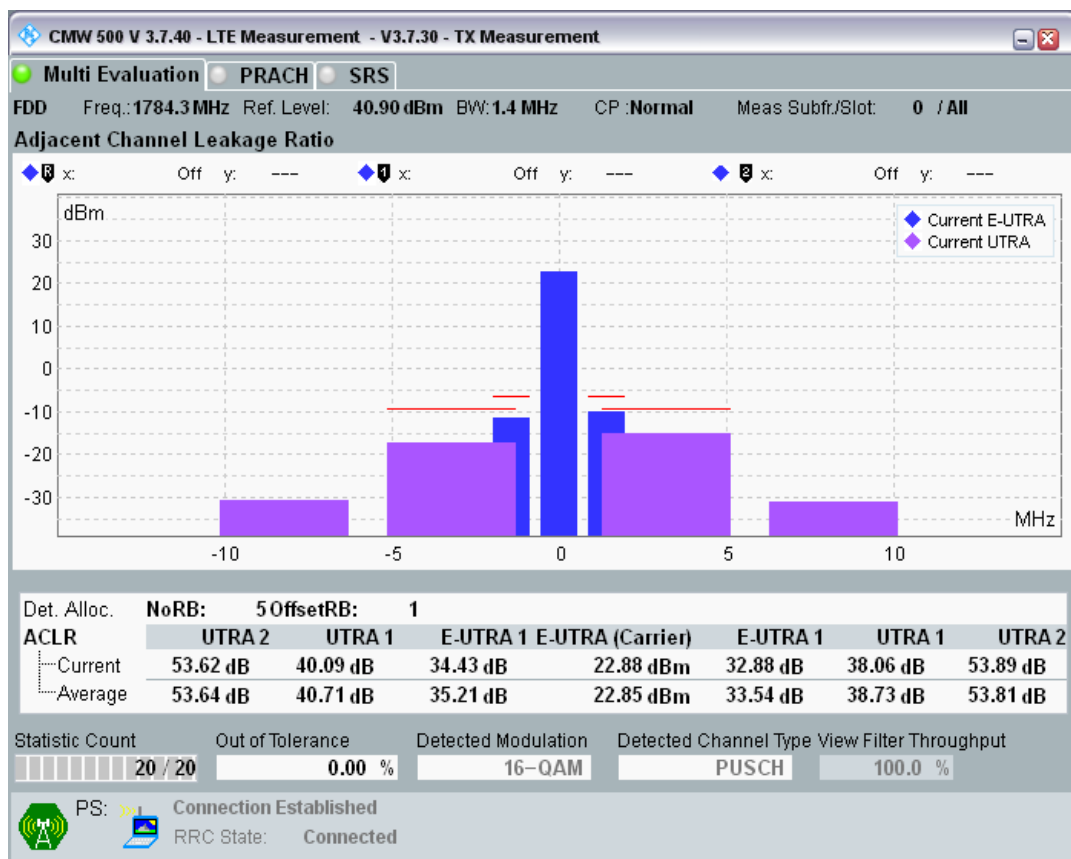 CMW 500 V 3.7.40 - LTE Measurement - V3.7.30 - TX Measurement
Multi Evaluation PRACH SRS
FDD Freq.: 1784.3 MHz Ref. Level: 40.90 dBm BW: 1.4 MHz CP :Normal Meas Subfr./Slot: 0 / All
Adjacent Channel Leakage Ratio
R x: Off y: --- 1 x: Off y: --- 2 x: Off y: ---
dBm
Current E-UTRA
Current UTRA
30
20
10
0
-10
-20
-30
MHz
-10 -5 0 5 10
Det. Alloc. NoRB: 5 OffsetRB: 1
ACLR UTRA 2 UTRA 1 E-UTRA 1 E-UTRA (Carrier) E-UTRA 1 UTRA 1 UTRA 2
Current 53.62 dB 40.09 dB 34.43 dB 22.88 dBm 32.88 dB 38.06 dB 53.89 dB
Average 53.64 dB 40.71 dB 35.21 dB 22.85 dBm 33.54 dB 38.73 dB 53.81 dB
Statistic Count Out of Tolerance Detected Modulation Detected Channel Type View Filter Throughput
20 / 20 0.00 % 16-QAM PUSCH 100.0 %
PS: Connection Established
RRC State: Connected